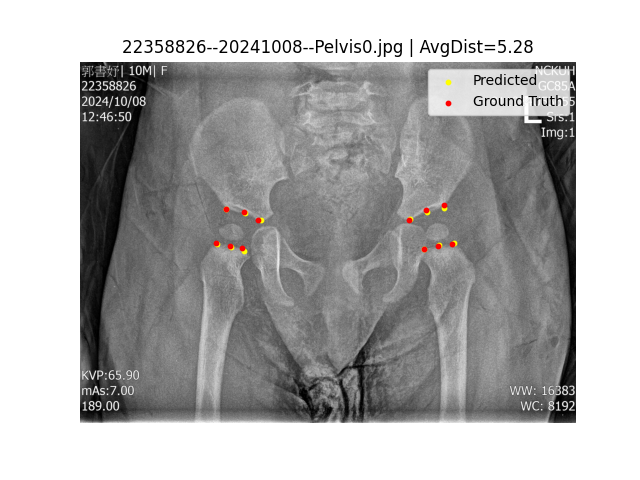 22358826--20241008--Pelvis0.jpg | AvgDist=5.28
郭書妤| 10M| F
22358826
2024/10/08
12:46:50
NCKUH
GC85A
Srs:1
Img:1
Predicted
Ground Truth
L
KVP:65.90
mAs:7.00
189.00
WW: 16383
WC: 8192